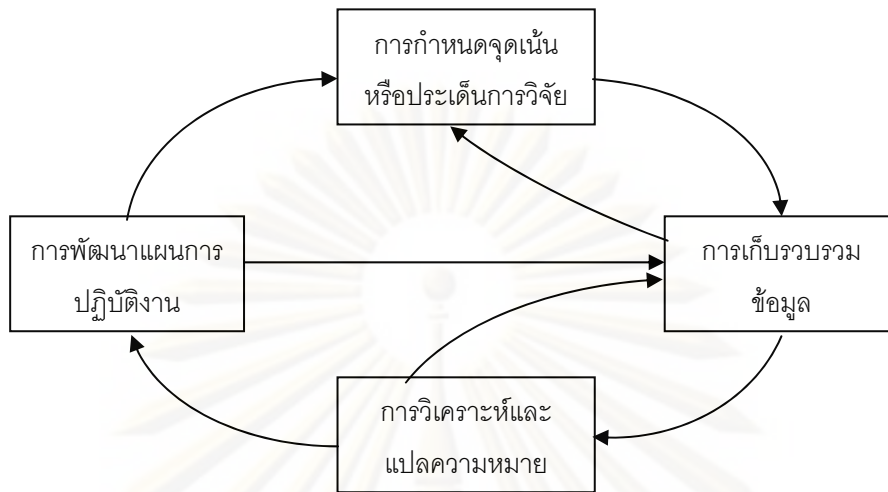 การกำหนดจุดเน้น
หรือประเด็นการวิจัย
การพัฒนาแผนการ
ปฏิบัติงาน
การเก็บรวบรวม
ข้อมูล
การวิเคราะห์และ
แปลความหมาย